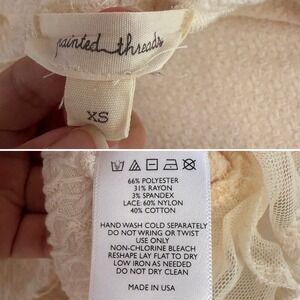 painted threads
XS
66% POLYESTER
31% RAYON
3% SPANDEX
LACE: 60% NYLON
40% COTTON
HAND WASH COLD SEPARATELY
DO NOT WRING OR TWIST
USE ONLY
NON-CHLORINE BLEACH
RESHAPE LAY FLAT TO DRY
LOW IRON AS NEEDED
DO NOT DRY CLEAN
MADE IN USA